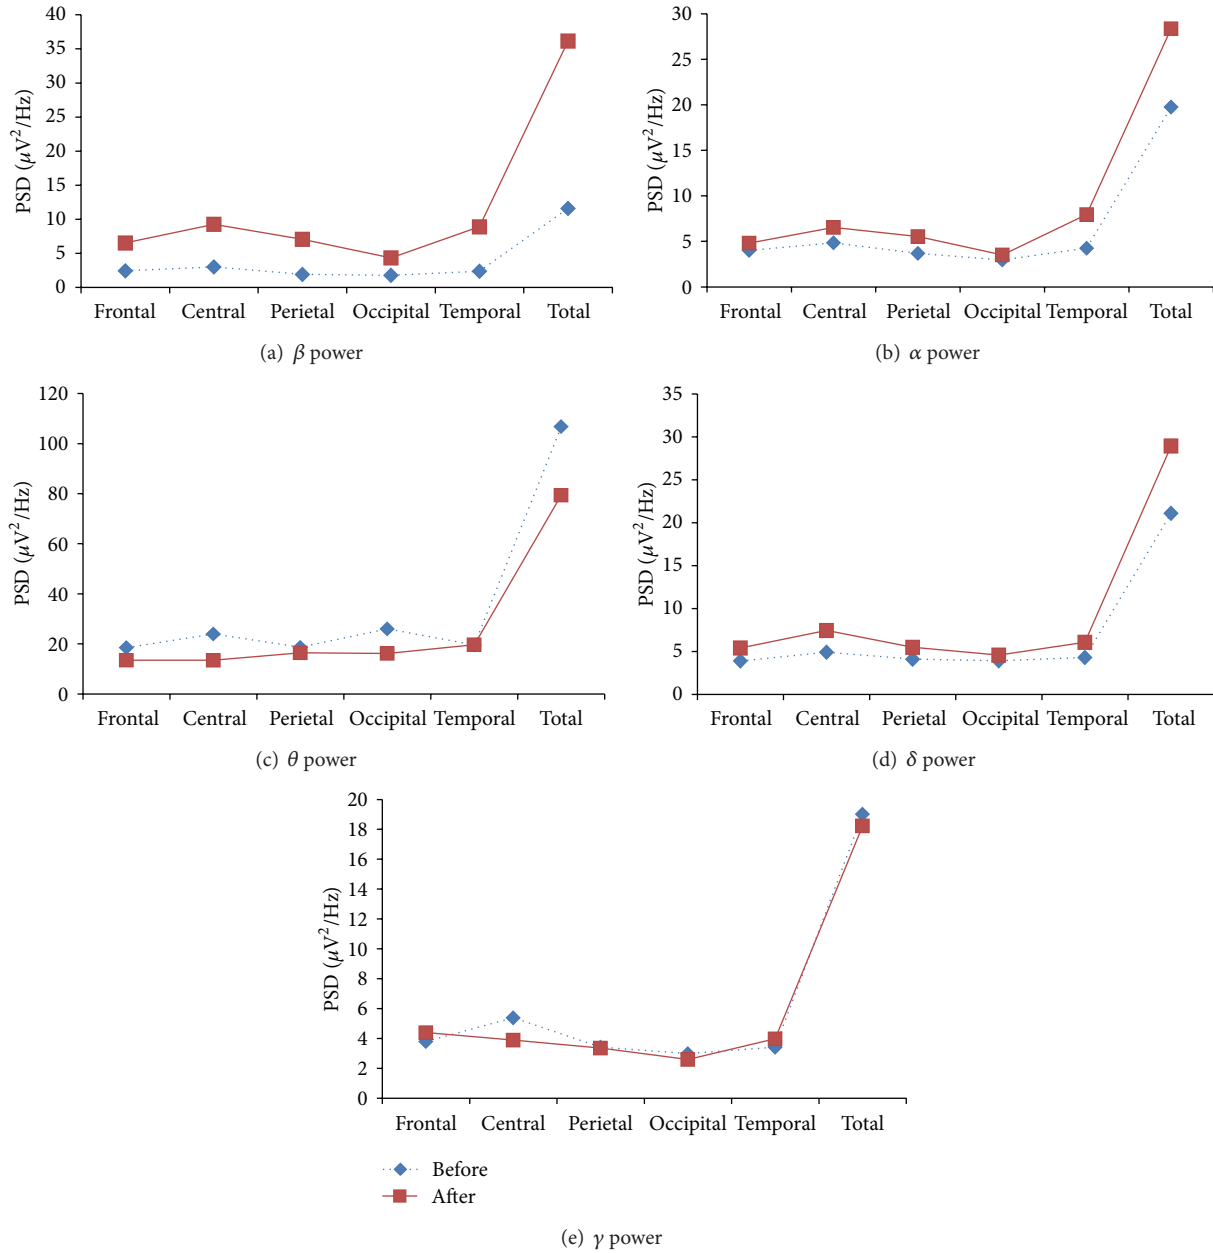 40
35
30
25
20
15
10
5
0
PSD (μV²/Hz)
Frontal Central Perietal Occipital Temporal Total
(a) β power
30
25
20
15
10
5
0
PSD (μV²/Hz)
Frontal Central Perietal Occipital Temporal Total
(b) α power
120
100
80
60
40
20
0
PSD (μV²/Hz)
Frontal Central Perietal Occipital Temporal Total
(c) θ power
35
30
25
20
15
10
5
0
PSD (μV²/Hz)
Frontal Central Perietal Occipital Temporal Total
(d) δ power
20
18
16
14
12
10
8
6
4
2
0
PSD (μV²/Hz)
Frontal Central Perietal Occipital Temporal Total
Before
After
(e) γ power